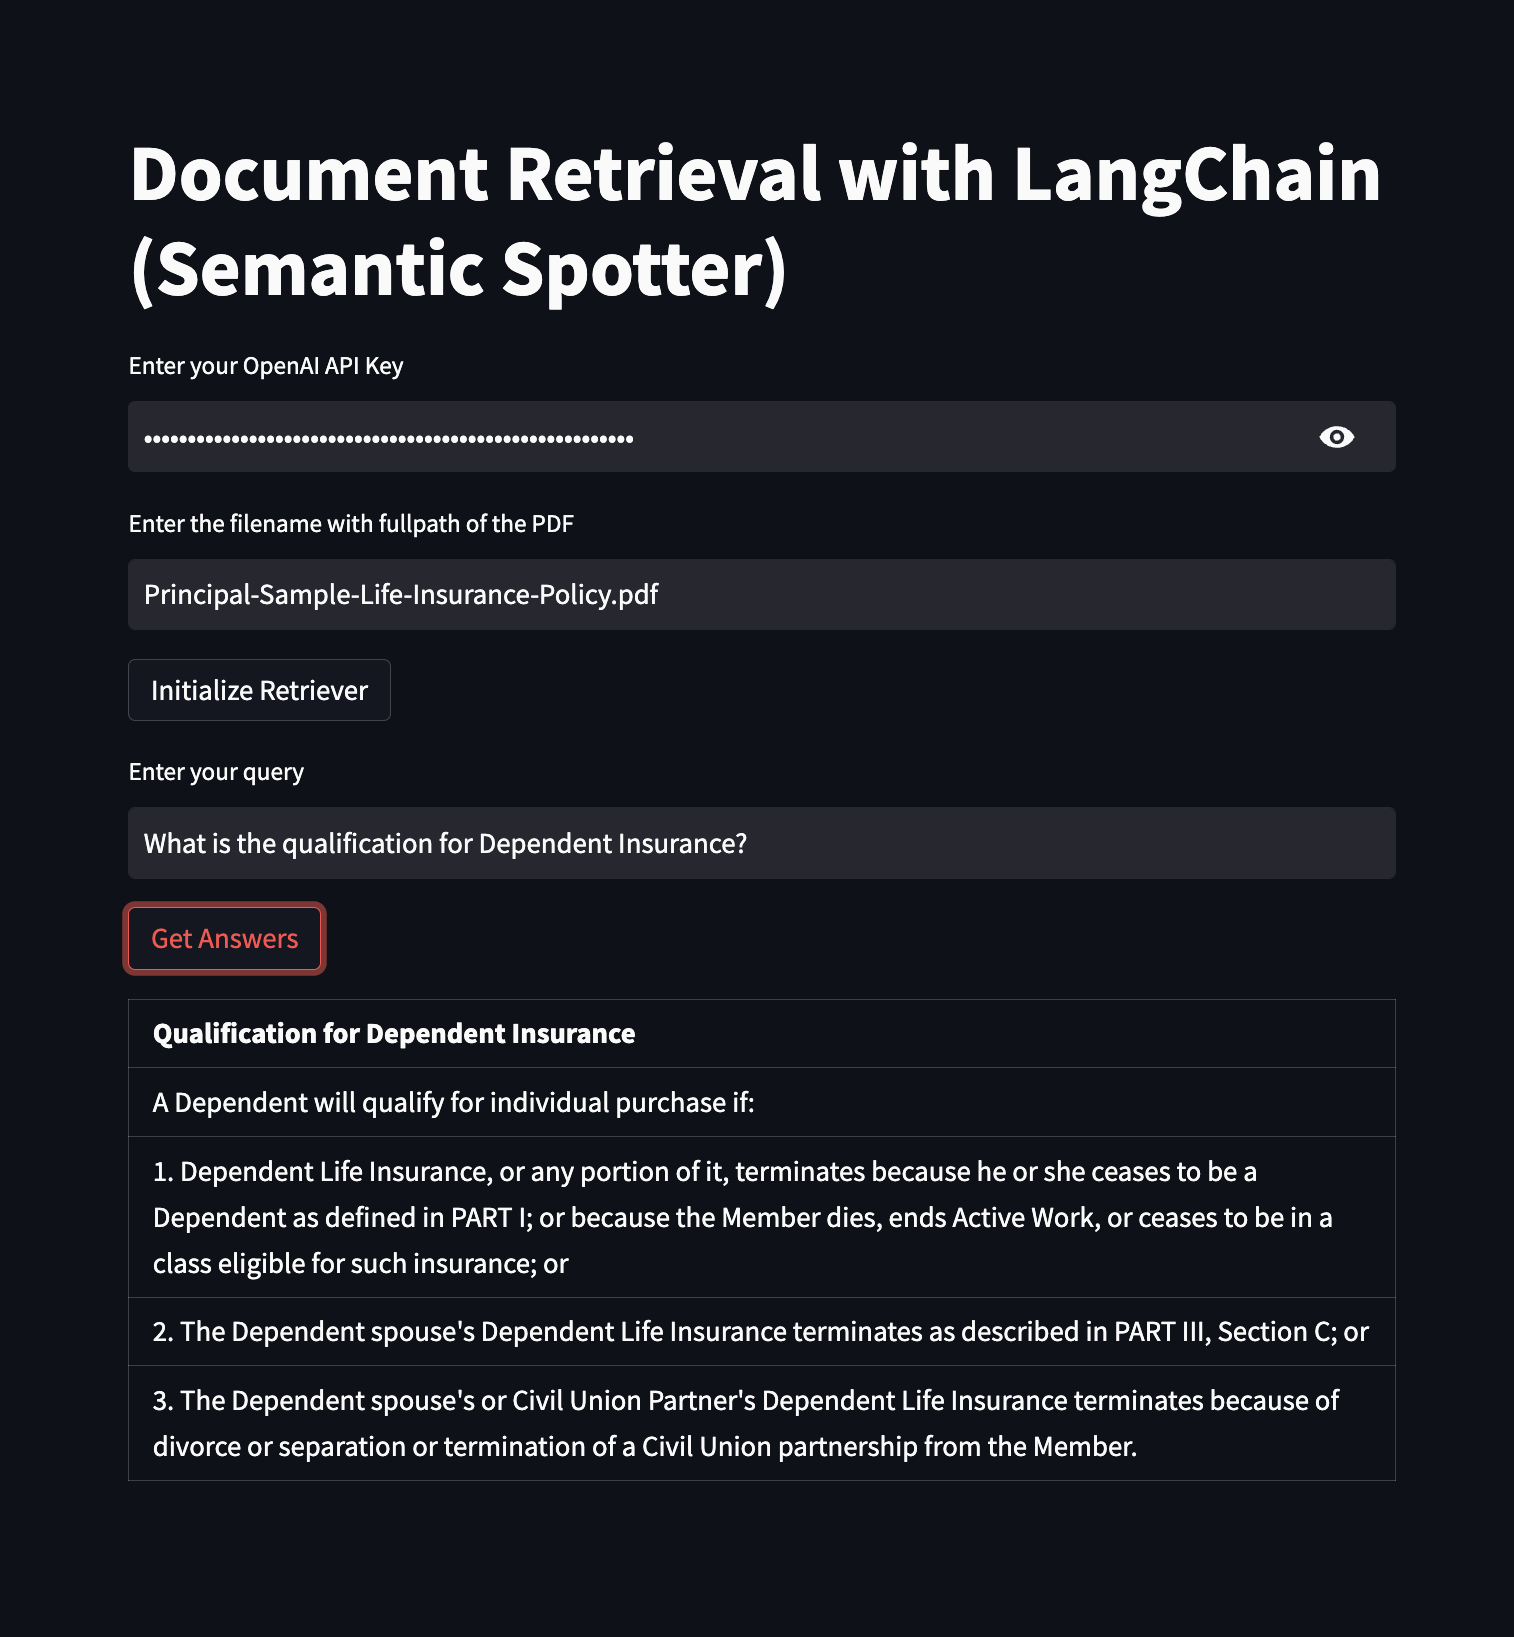 Document Retrieval with LangChain
(Semantic Spotter)
Enter your OpenAI API Key
••••••••••••••••••••••••••••••••••••••••••••••••••••••••
Enter the filename with fullpath of the PDF
Principal-Sample-Life-Insurance-Policy.pdf
Initialize Retriever
Enter your query
What is the qualification for Dependent Insurance?
Get Answers
Qualification for Dependent Insurance
A Dependent will qualify for individual purchase if:
1. Dependent Life Insurance, or any portion of it, terminates because he or she ceases to be a
Dependent as defined in PART I; or because the Member dies, ends Active Work, or ceases to be in a
class eligible for such insurance; or
2. The Dependent spouse's Dependent Life Insurance terminates as described in PART III, Section C; or
3. The Dependent spouse's or Civil Union Partner's Dependent Life Insurance terminates because of
divorce or separation or termination of a Civil Union partnership from the Member.